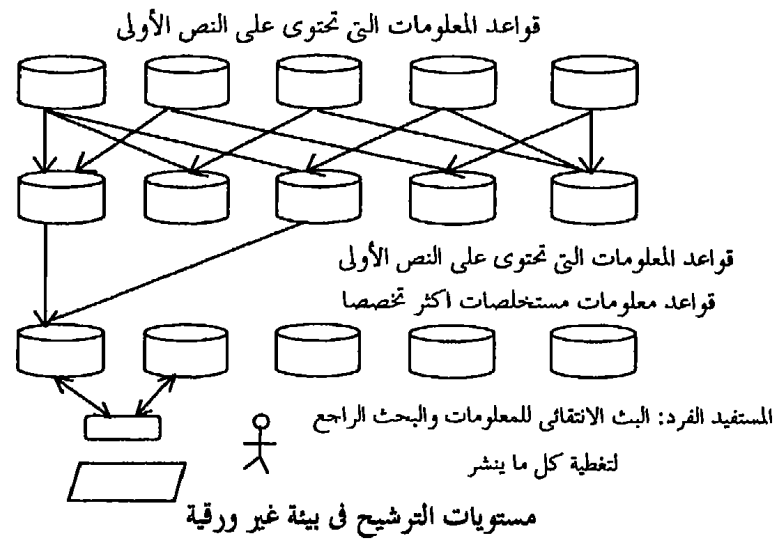 قواعد المعلومات التى تحتوى على النص الأولى
قواعد المعلومات التى تحتوى على النص الأولى
قواعد معلومات مستخلصات اكثر تخصصا
المستفيد الفرد: البث الانتقائى للمعلومات والبحث الراجع
لتغطية كل ما ينشر
مستويات الترشيح فى بيئة غير ورقية